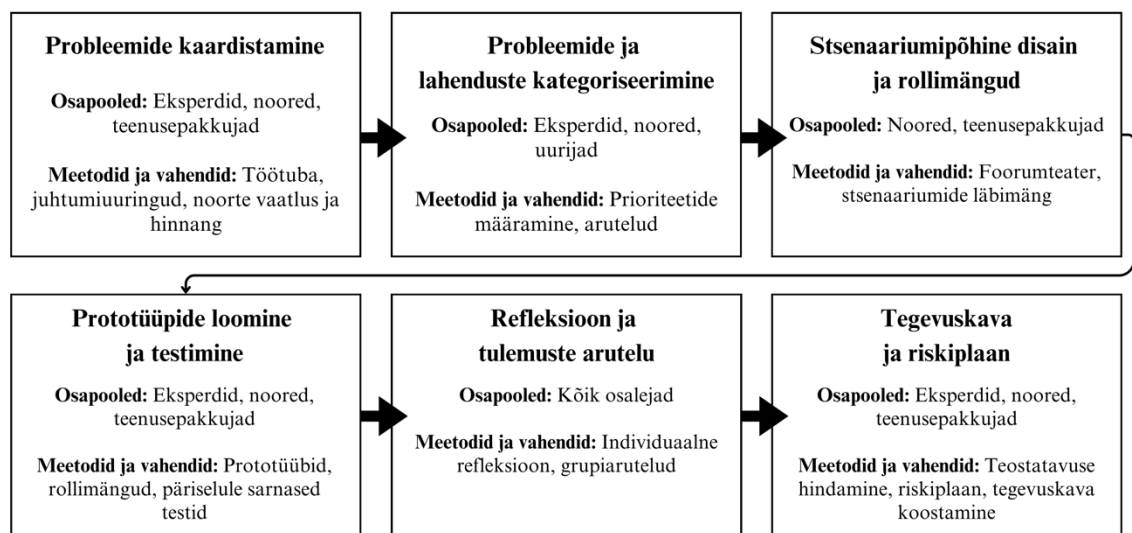 Probleemide kaardistamine
Osapooled: Eksperdid, noored,
teenusepakkujad
Meetodid ja vahendid: Töötuba,
juhtumiuuringud, noorte vaatlus ja
hinnang
Probleemide ja
lahenduste kategoriseerimine
Osapooled: Eksperdid, noored,
uurijad
Meetodid ja vahendid: Prioriteetide
määramine, arutelud
Stsenaariumipõhine disain
ja rollimängud
Osapooled: Noored, teenusepakkujad
Meetodid ja vahendid: Foorumteater,
stsenaariumide läbimäng
Prototüüpide loomine
ja testimine
Osapooled: Eksperdid, noored,
teenusepakkujad
Meetodid ja vahendid: Prototüübid,
rollimängud, päriselule sarnased
testid
Refleksioon ja
tulemuste arutelu
Osapooled: Kõik osalejad
Meetodid ja vahendid: Individuaalne
refleksioon, grupiarutelud
Tegevuskava
ja riskiplaan
Osapooled: Eksperdid, noored,
teenusepakkujad
Meetodid ja vahendid: Teostatavuse
hindamine, riskiplaan, tegevuskava
koostamine